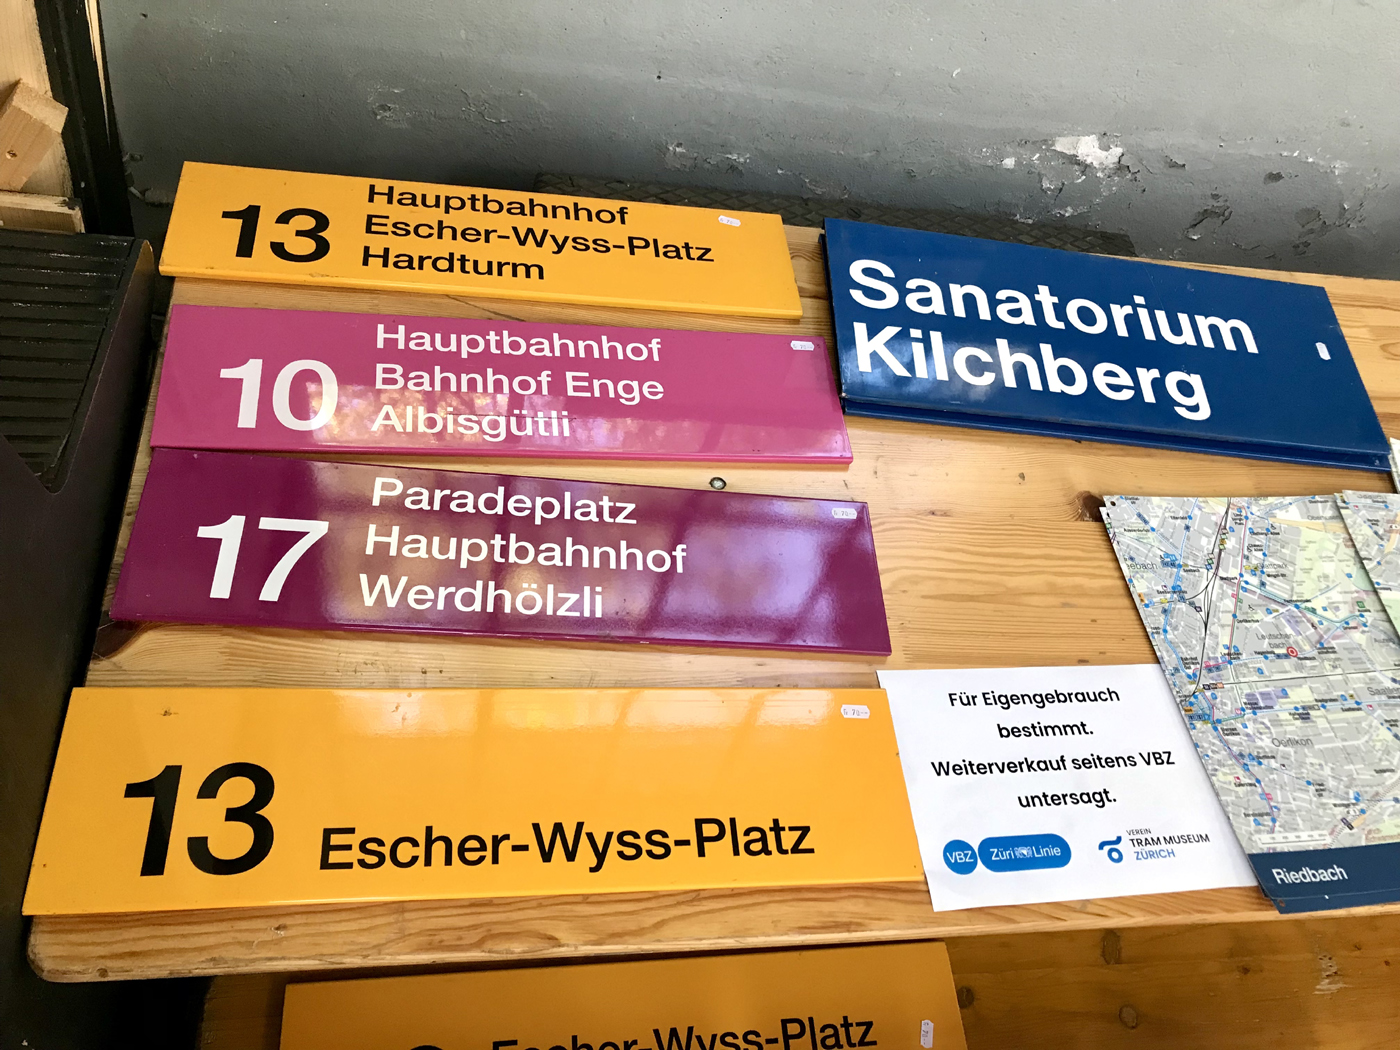 13
Hauptbahnhof
Escher-Wyss-Platz
Hardturm
Sanatorium
Kilchberg
10
Hauptbahnhof
Bahnhof Enge
Albisgütli
17
Paradeplatz
Hauptbahnhof
Werdhölzli
13
Escher-Wyss-Platz
Für Eigengebrauch
bestimmt.
Weiterverkauf seitens VBZ
untersagt.
VBZ Züri Linie
VEREIN
TRAM MUSEUM
ZÜRICH
Oerlikon
Riedbach
Escher-Wyss-Platz